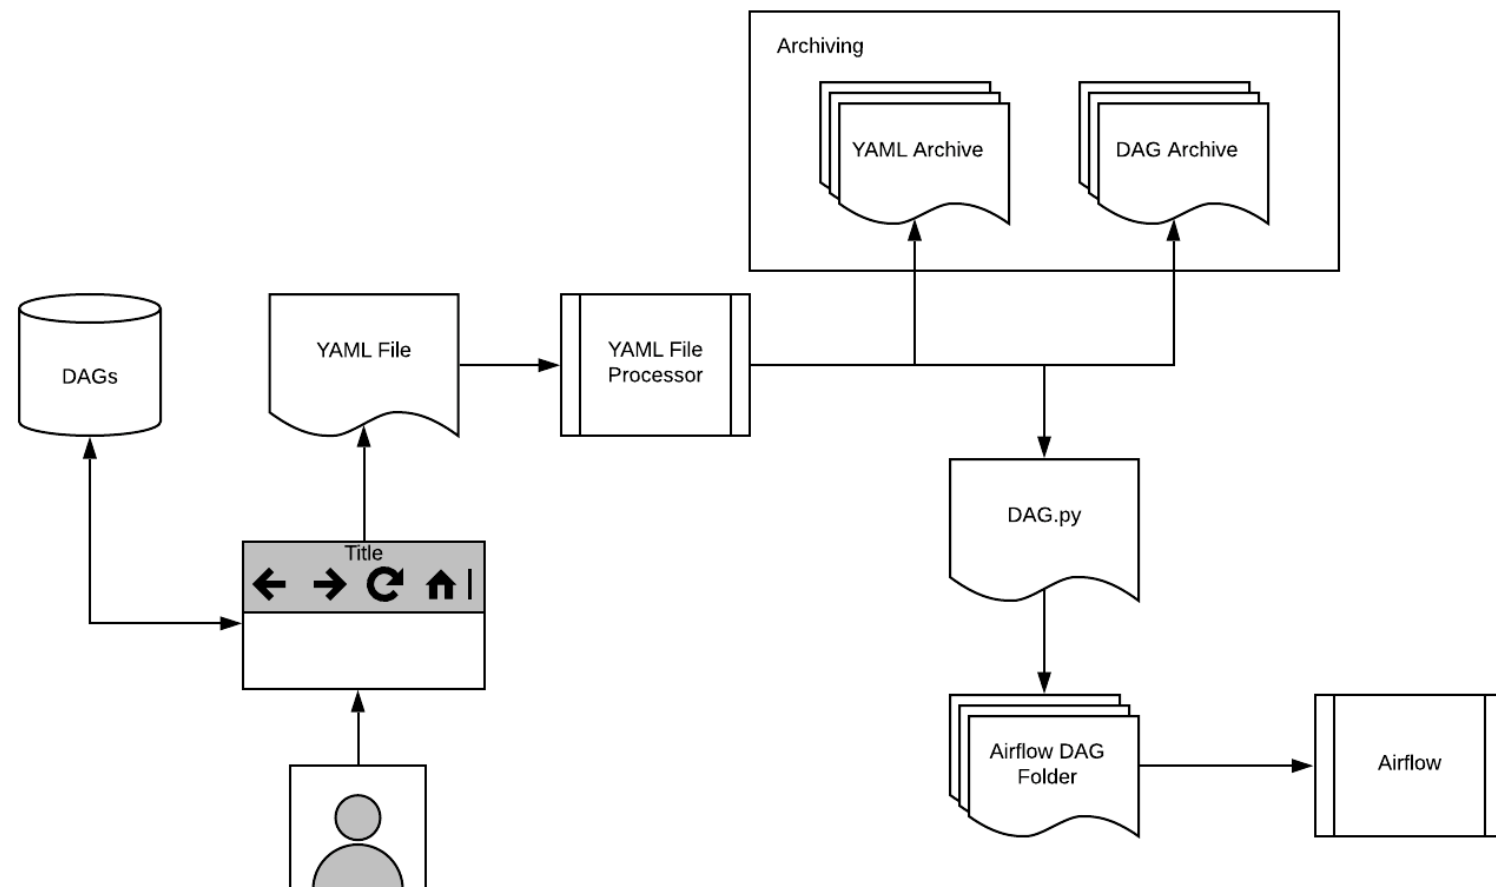 Archiving
YAML Archive
DAG Archive
DAGs
YAML File
YAML File
Processor
DAG.py
Title
Airflow DAG
Folder
Airflow